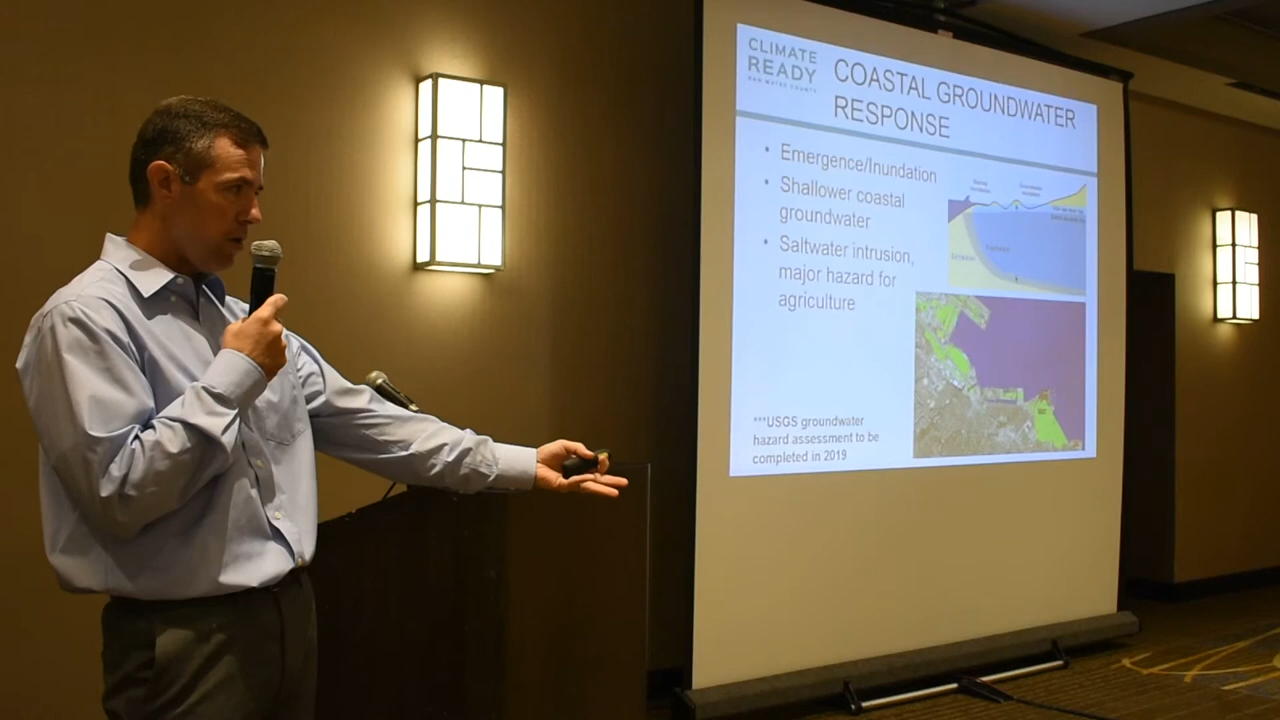 CLIMATE
READY
SAN MATEO COUNTY
COASTAL GROUNDWATER
RESPONSE
• Emergence/Inundation
• Shallower coastal
groundwater
• Saltwater intrusion,
major hazard for
agriculture
***USGS groundwater
hazard assessment to be
completed in 2019